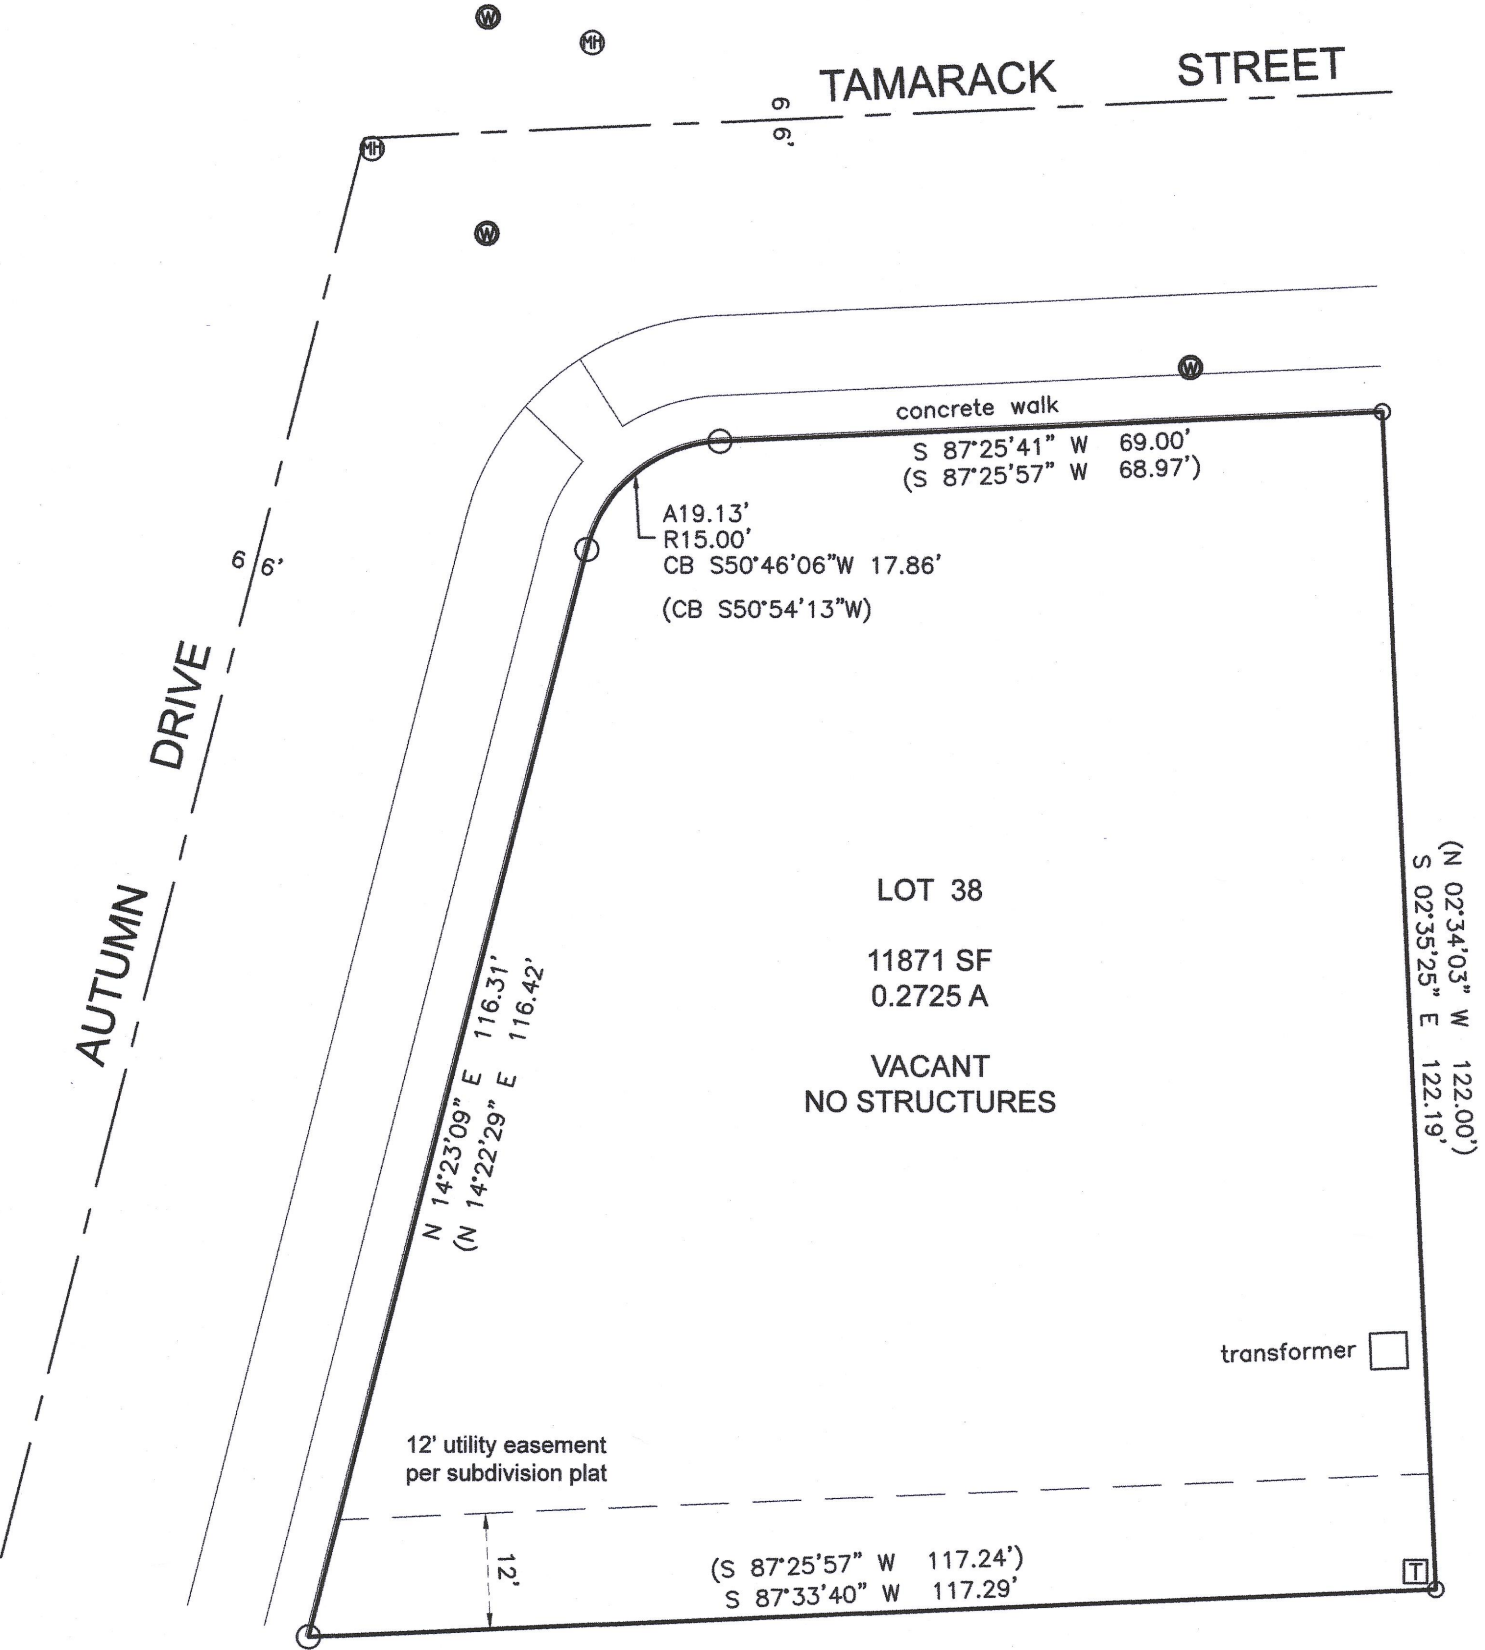 W
MH
TAMARACK STREET
6
6'
MH
W
W
concrete walk
S 87°25'41" W 69.00'
(S 87°25'57" W 68.97')
A19.13'
R15.00'
CB S50°46'06"W 17.86'
(CB S50°54'13"W)
6
6'
AUTUMN DRIVE
LOT 38
11871 SF
0.2725 A
VACANT
NO STRUCTURES
(N 02°34'03" W 122.00')
S 02°35'25" E 122.19'
N 14°23'09" E 116.31'
(N 14°22'29" E 116.42'
transformer
12' utility easement
per subdivision plat
12'
(S 87°25'57" W 117.24')
S 87°33'40" W 117.29'
T